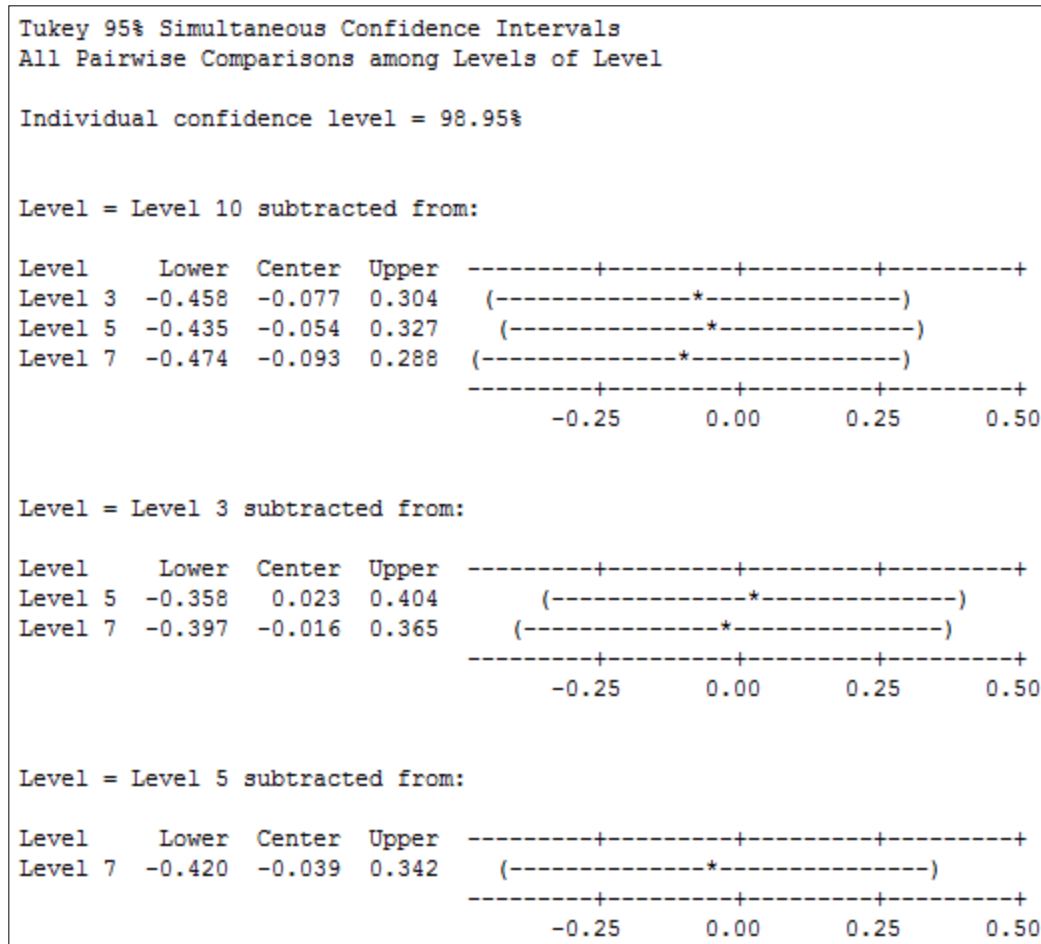 Tukey 95% Simultaneous Confidence Intervals
All Pairwise Comparisons among Levels of Level
Individual confidence level = 98.95%
Level = Level 10 subtracted from:
Level     Lower  Center  Upper  ---------+---------+---------+---------+
Level 3  -0.458  -0.077  0.304   (--------------*--------------)
Level 5  -0.435  -0.054  0.327    (--------------*--------------)
Level 7  -0.474  -0.093  0.288  (--------------*---------------)
                                ---------+---------+---------+---------+
                                      -0.25      0.00      0.25      0.50
Level = Level 3 subtracted from:
Level     Lower  Center  Upper  ---------+---------+---------+---------+
Level 5  -0.358   0.023  0.404       (--------------*--------------)
Level 7  -0.397  -0.016  0.365     (--------------*---------------)
                                ---------+---------+---------+---------+
                                      -0.25      0.00      0.25      0.50
Level = Level 5 subtracted from:
Level     Lower  Center  Upper  ---------+---------+---------+---------+
Level 7  -0.420  -0.039  0.342    (--------------*---------------)
                                ---------+---------+---------+---------+
                                      -0.25      0.00      0.25      0.50